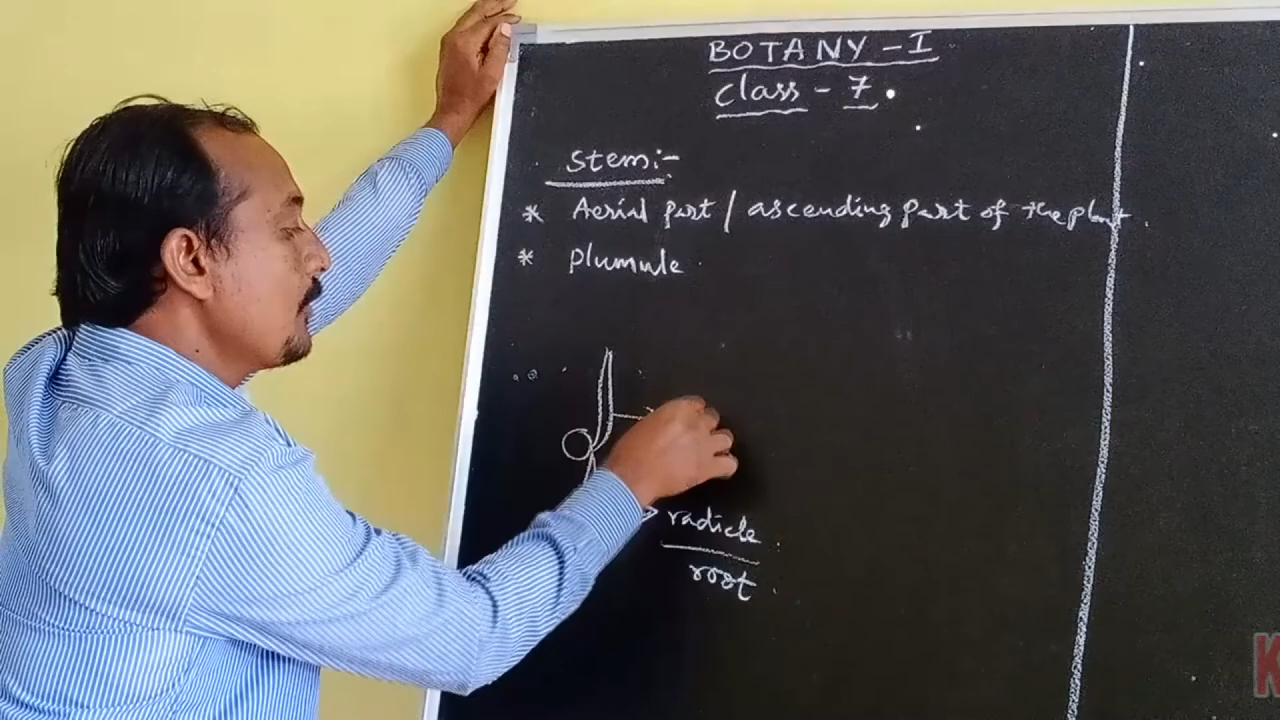 BOTANY - I
Class - 7.
Stem:-
* Aerial part / ascending part of the plant.
* Plumule
radicle
root
K